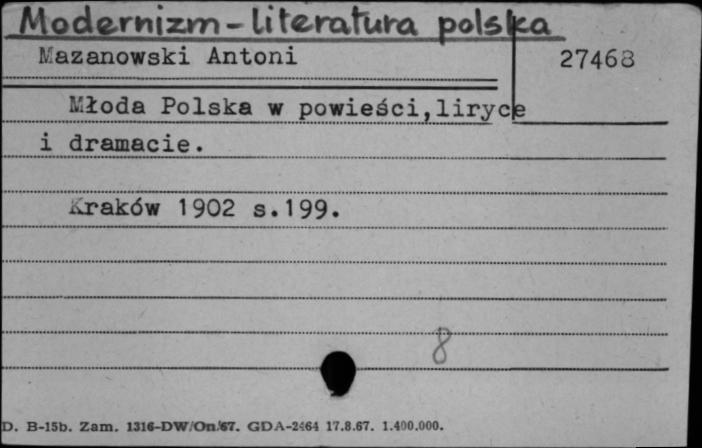 Modernizm-literatura polska
Mazanowski Antoni 27468
Młoda Polska w powieści,liryce
i dramacie.
Kraków 1902 s.199.
8
D. B-15b. Zam. 1316-DW/On/67. GDA-2464 17.8.67. 1.400.000.